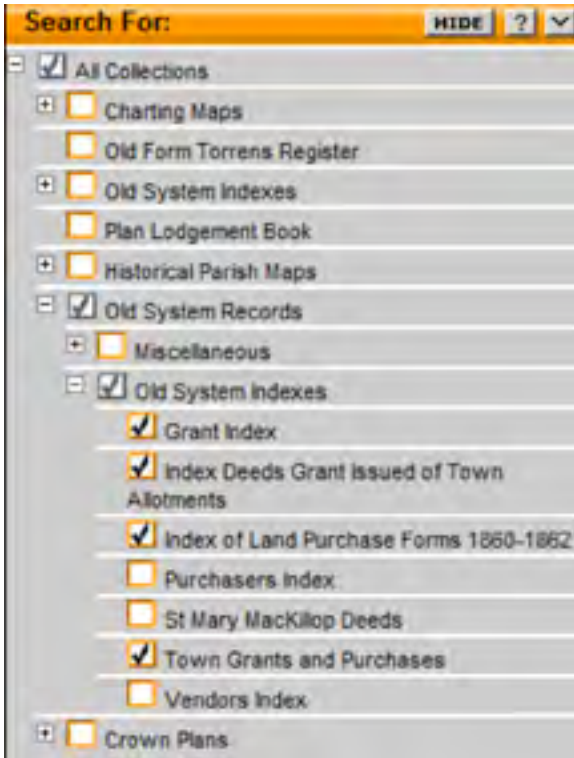 Search For: HIDE ?
All Collections
Charting Maps
Old Form Torrens Register
Old System Indexes
Plan Lodgement Book
Historical Parish Maps
Old System Records
Miscellaneous
Old System Indexes
Grant Index
Index Deeds Grant issued of Town
Allotments
Index of Land Purchase Forms 1860-1862
Purchasers Index
St Mary MacKillop Deeds
Town Grants and Purchases
Vendors Index
Crown Plans